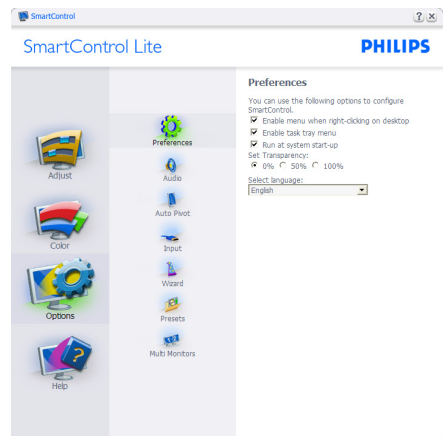 SmartControl
SmartControl Lite
PHILIPS
Adjust
Color
Options
Help
Preferences
Audio
Auto Pivot
Input
Wizard
Presets
Multi Monitors
Preferences
You can use the following options to configure
SmartControl.
Enable menu when right-clicking on desktop
Enable task tray menu
Run at system start-up
Set Transparency:
0% 50% 100%
Select language:
English